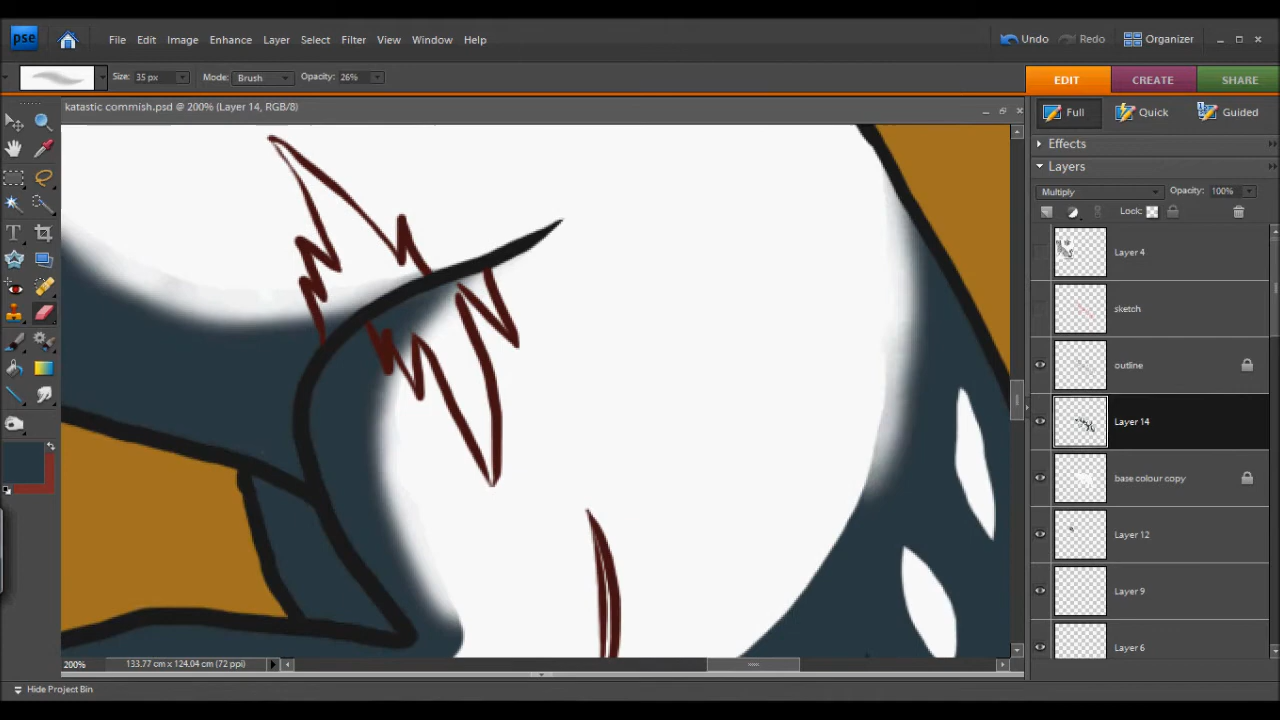 pse File Edit Image Enhance Layer Select Filter View Window Help Undo Redo Organizer
Size: 35 px Mode: Brush Opacity: 26% EDIT CREATE SHARE
katastic commish.psd @ 200% (Layer 14, RGB/8)
Full Quick Guided
Effects
Layers
Multiply Opacity: 100%
Lock:
Layer 4
sketch
outline
Layer 14
base colour copy
Layer 12
Layer 9
Layer 6
200% 133.77 cm x 124.04 cm (72 ppi)
Hide Project Bin